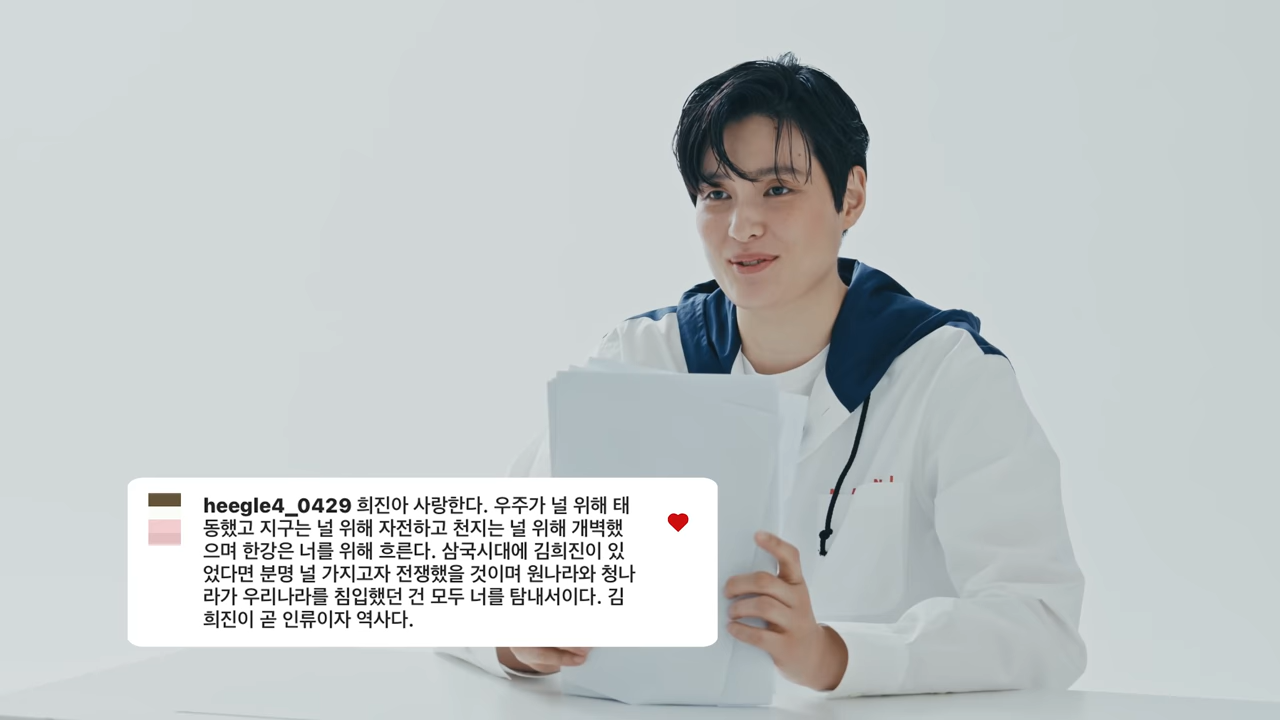 heegle4_0429 희진아 사랑한다. 우주가 널 위해 태
동했고 지구는 널 위해 자전하고 천지는 널 위해 개벽했
으며 한강은 너를 위해 흐른다. 삼국시대에 김희진이 있
었다면 분명 널 가지고자 전쟁했을 것이며 원나라와 청나
라가 우리나라를 침입했던 건 모두 너를 탐내서이다. 김
희진이 곧 인류이자 역사다.